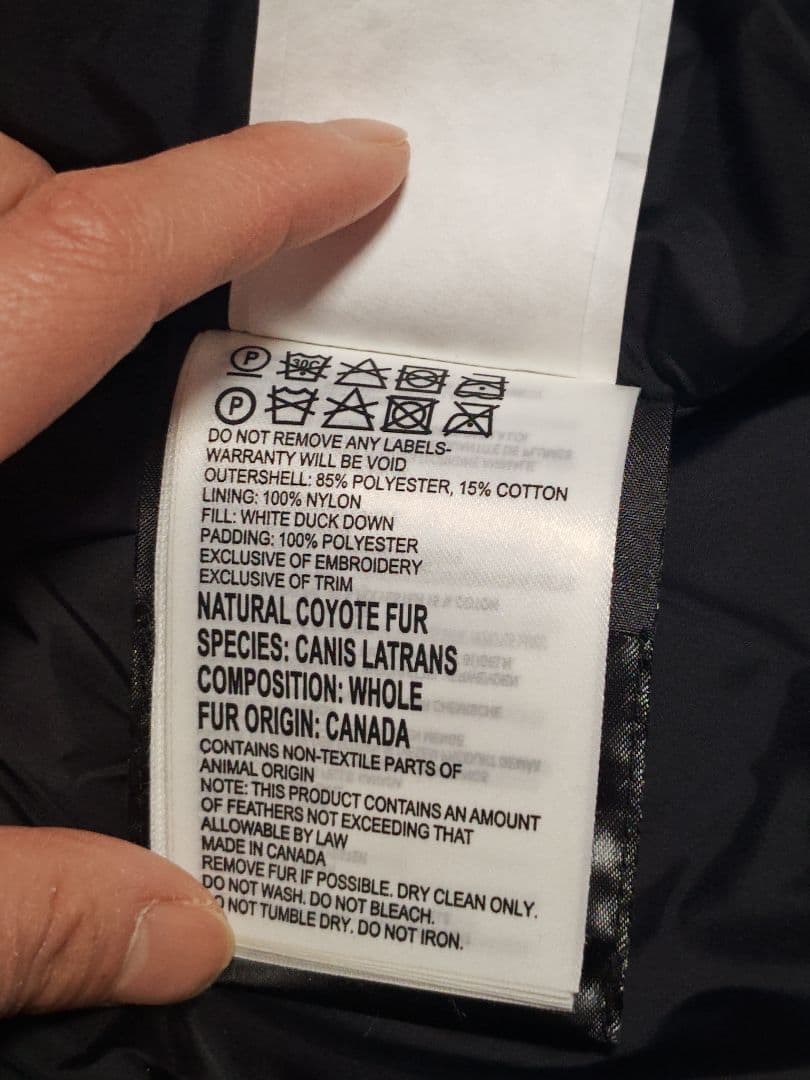 P 30C
P
DO NOT REMOVE ANY LABELS-
WARRANTY WILL BE VOID
OUTERSHELL: 85% POLYESTER, 15% COTTON
LINING: 100% NYLON
FILL: WHITE DUCK DOWN
PADDING: 100% POLYESTER
EXCLUSIVE OF EMBROIDERY
EXCLUSIVE OF TRIM
NATURAL COYOTE FUR
SPECIES: CANIS LATRANS
COMPOSITION: WHOLE
FUR ORIGIN: CANADA
CONTAINS NON-TEXTILE PARTS OF
ANIMAL ORIGIN
NOTE: THIS PRODUCT CONTAINS AN AMOUNT
OF FEATHERS NOT EXCEEDING THAT
ALLOWABLE BY LAW
MADE IN CANADA
REMOVE FUR IF POSSIBLE. DRY CLEAN ONLY.
DO NOT WASH. DO NOT BLEACH.
DO NOT TUMBLE DRY. DO NOT IRON.